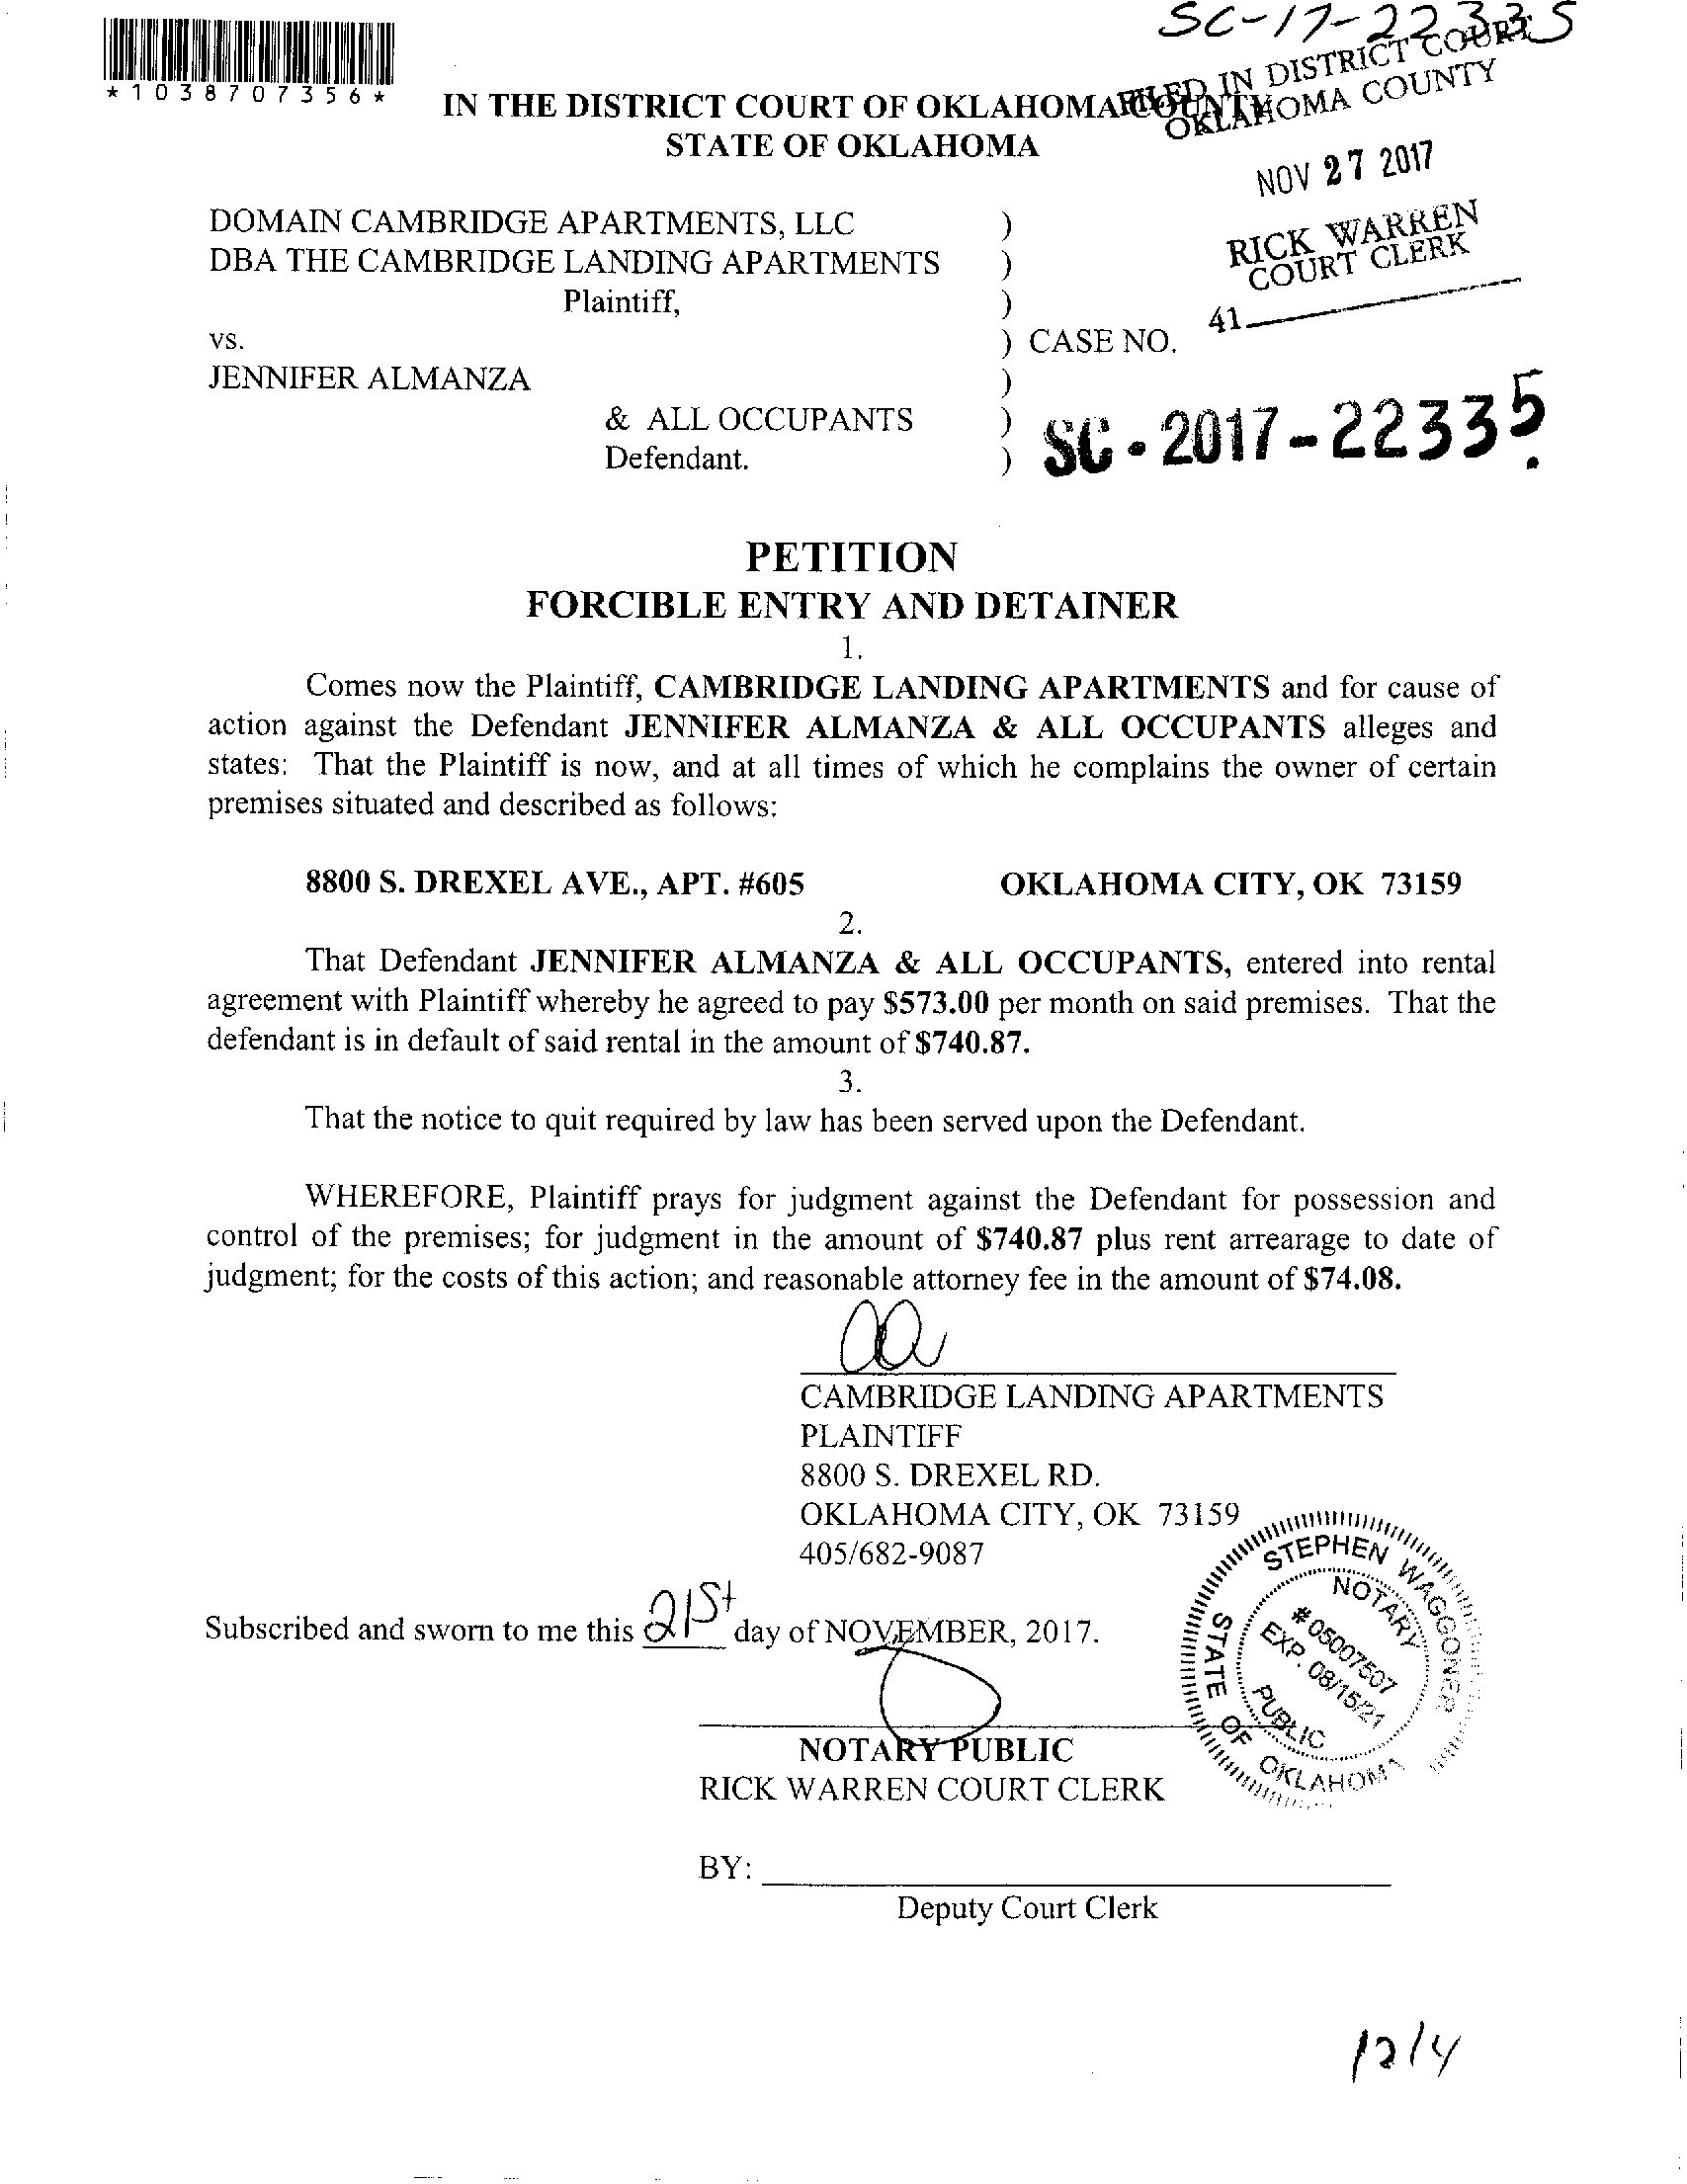 SC-17-22335
*1038707356*
IN THE DISTRICT COURT OF OKLAHOMA COUNTY
STATE OF OKLAHOMA
FILED IN DISTRICT COURT
OKLAHOMA COUNTY
NOV 27 2017
RICK WARREN
COURT CLERK
41
DOMAIN CAMBRIDGE APARTMENTS, LLC )
DBA THE CAMBRIDGE LANDING APARTMENTS )
Plaintiff, )
vs. ) CASE NO.
JENNIFER ALMANZA )
& ALL OCCUPANTS )
Defendant. )
SC-2017-22335
PETITION
FORCIBLE ENTRY AND DETAINER
1.
Comes now the Plaintiff, CAMBRIDGE LANDING APARTMENTS and for cause of
action against the Defendant JENNIFER ALMANZA & ALL OCCUPANTS alleges and
states: That the Plaintiff is now, and at all times of which he complains the owner of certain
premises situated and described as follows:
8800 S. DREXEL AVE., APT. #605 OKLAHOMA CITY, OK 73159
2.
That Defendant JENNIFER ALMANZA & ALL OCCUPANTS, entered into rental
agreement with Plaintiff whereby he agreed to pay $573.00 per month on said premises. That the
defendant is in default of said rental in the amount of $740.87.
3.
That the notice to quit required by law has been served upon the Defendant.
WHEREFORE, Plaintiff prays for judgment against the Defendant for possession and
control of the premises; for judgment in the amount of $740.87 plus rent arrearage to date of
judgment; for the costs of this action; and reasonable attorney fee in the amount of $74.08.
CAMBRIDGE LANDING APARTMENTS
PLAINTIFF
8800 S. DREXEL RD.
OKLAHOMA CITY, OK 73159
405/682-9087
Subscribed and sworn to me this 21st day of NOVEMBER, 2017.
STEPHEN WAGGONER
NOTARY
#05007507
EXP. 08/15/21
PUBLIC
STATE OF OKLAHOMA
NOTARY PUBLIC
RICK WARREN COURT CLERK
BY:
Deputy Court Clerk
12/4